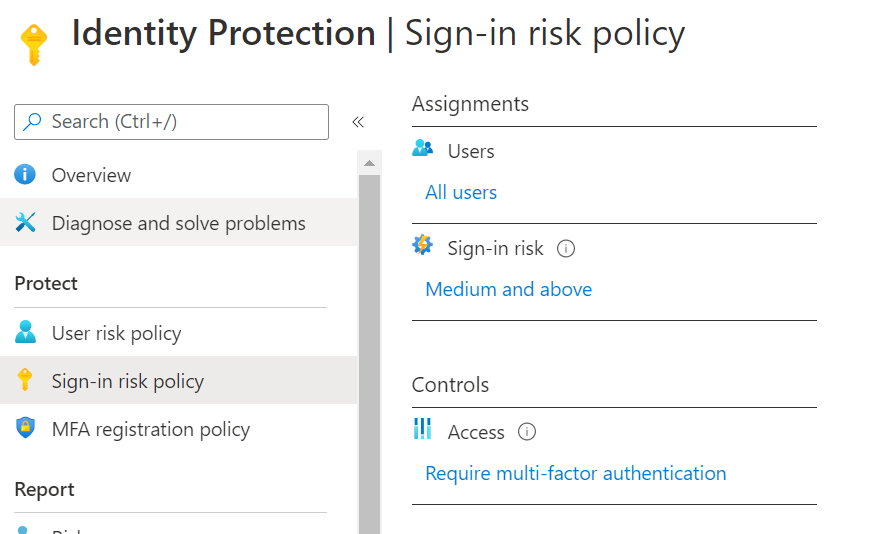 Identity Protection | Sign-in risk policy
Search (Ctrl+/)
«
Overview
Diagnose and solve problems
Protect
User risk policy
Sign-in risk policy
MFA registration policy
Report
Assignments
Users
All users
Sign-in risk
Medium and above
Controls
Access
Require multi-factor authentication